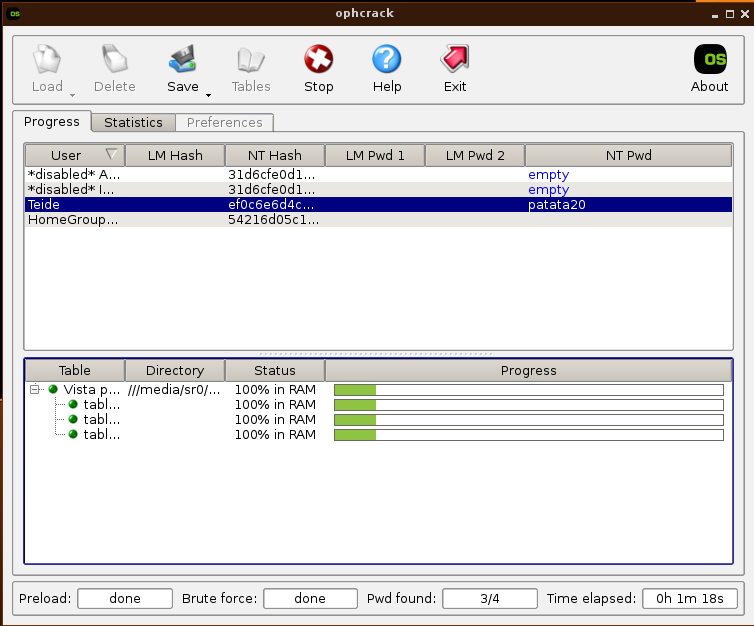 ophcrack
Load Delete Save Tables Stop Help Exit About
Progress Statistics Preferences
User LM Hash NT Hash LM Pwd 1 LM Pwd 2 NT Pwd
*disabled* A... 31d6cfe0d1... empty
*disabled* I... 31d6cfe0d1... empty
Teide ef0c6e6d4c... patata20
HomeGroup... 54216d05c1...
Table Directory Status Progress
Vista p... ///media/sr0/... 100% in RAM
tabl... 100% in RAM
tabl... 100% in RAM
tabl... 100% in RAM
Preload: done Brute force: done Pwd found: 3/4 Time elapsed: 0h 1m 18s